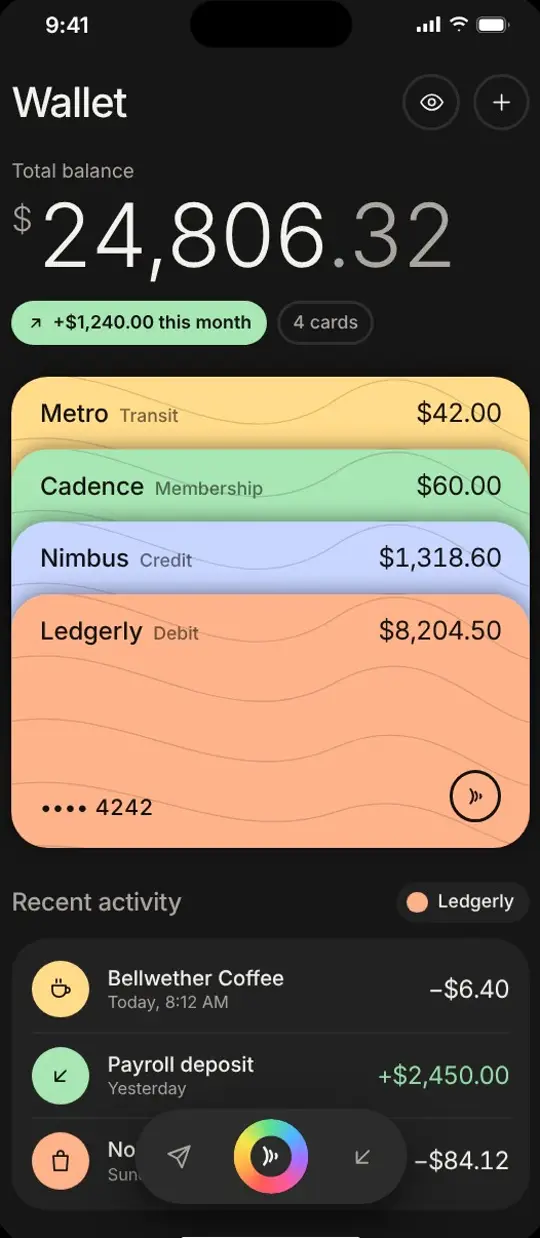 9:41
Wallet
Total balance
$24,806.32
+$1,240.00 this month
4 cards
Metro Transit $42.00
Cadence Membership $60.00
Nimbus Credit $1,318.60
Ledgerly Debit $8,204.50
•••• 4242
Recent activity
Ledgerly
Bellwether Coffee
Today, 8:12 AM
−$6.40
Payroll deposit
Yesterday
+$2,450.00
−$84.12